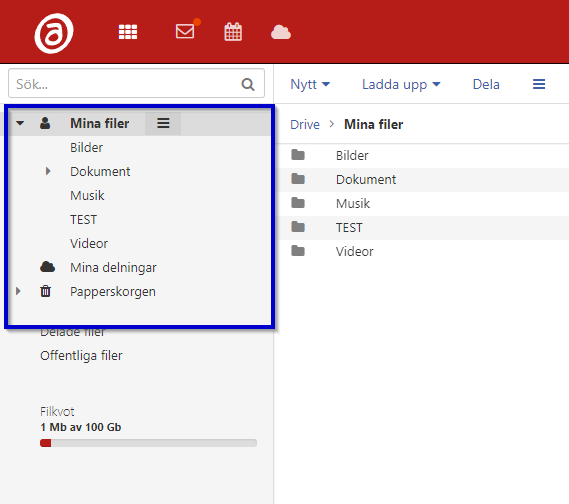 Sök...
Mina filer
Bilder
Dokument
Musik
TEST
Videor
Mina delningar
Papperskorgen
Delade filer
Offentliga filer
Filkvot
1 Mb av 100 Gb
Nytt Ladda upp Dela
Drive > Mina filer
Bilder
Dokument
Musik
TEST
Videor